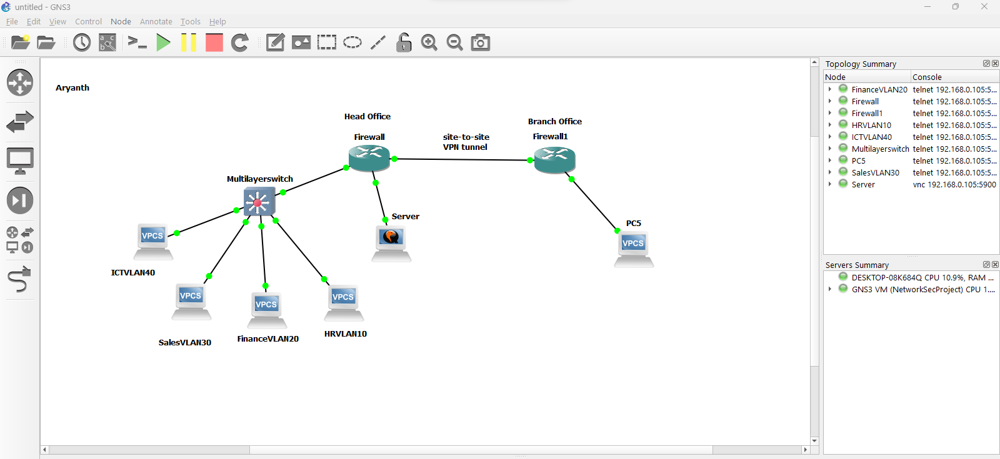 untitled - GNS3
File Edit View Control Node Annotate Tools Help
Aryanth
Head Office
Firewall
site-to-site
VPN tunnel
Branch Office
Firewall1
Multilayerswitch
Server
PC5
VPCS
VPCS
ICTVLAN40
VPCS
VPCS
VPCS
SalesVLAN30
FinanceVLAN20
HRVLAN10
Topology Summary
Node Console
FinanceVLAN20 telnet 192.168.0.105:5...
Firewall telnet 192.168.0.105:5...
Firewall1 telnet 192.168.0.105:5...
HRVLAN10 telnet 192.168.0.105:5...
ICTVLAN40 telnet 192.168.0.105:5...
Multilayerswitch telnet 192.168.0.105:5...
PC5 telnet 192.168.0.105:5...
SalesVLAN30 telnet 192.168.0.105:5...
Server vnc 192.168.0.105:5900
Servers Summary
DESKTOP-08K684Q CPU 10.9%, RAM ...
GNS3 VM (NetworkSecProject) CPU 1....